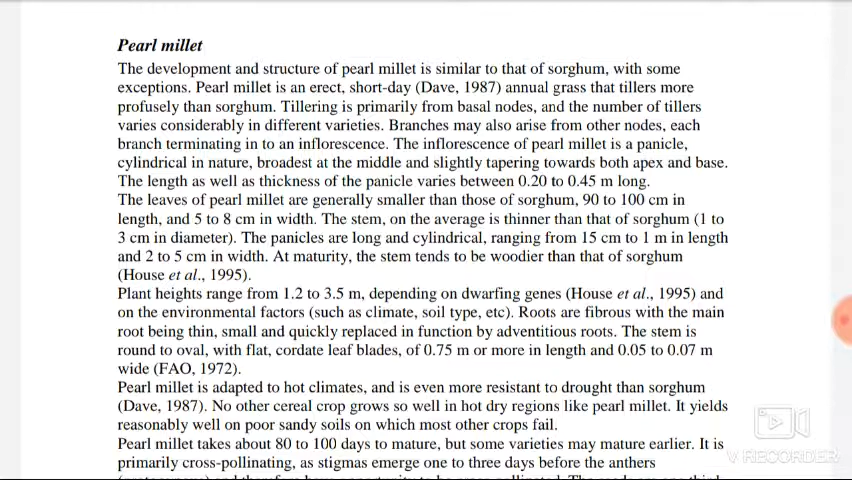 Pearl millet
The development and structure of pearl millet is similar to that of sorghum, with some
exceptions. Pearl millet is an erect, short-day (Dave, 1987) annual grass that tillers more
profusely than sorghum. Tillering is primarily from basal nodes, and the number of tillers
varies considerably in different varieties. Branches may also arise from other nodes, each
branch terminating in to an inflorescence. The inflorescence of pearl millet is a panicle,
cylindrical in nature, broadest at the middle and slightly tapering towards both apex and base.
The length as well as thickness of the panicle varies between 0.20 to 0.45 m long.
The leaves of pearl millet are generally smaller than those of sorghum, 90 to 100 cm in
length, and 5 to 8 cm in width. The stem, on the average is thinner than that of sorghum (1 to
3 cm in diameter). The panicles are long and cylindrical, ranging from 15 cm to 1 m in length
and 2 to 5 cm in width. At maturity, the stem tends to be woodier than that of sorghum
(House et al., 1995).
Plant heights range from 1.2 to 3.5 m, depending on dwarfing genes (House et al., 1995) and
on the environmental factors (such as climate, soil type, etc). Roots are fibrous with the main
root being thin, small and quickly replaced in function by adventitious roots. The stem is
round to oval, with flat, cordate leaf blades, of 0.75 m or more in length and 0.05 to 0.07 m
wide (FAO, 1972).
Pearl millet is adapted to hot climates, and is even more resistant to drought than sorghum
(Dave, 1987). No other cereal crop grows so well in hot dry regions like pearl millet. It yields
reasonably well on poor sandy soils on which most other crops fail.
Pearl millet takes about 80 to 100 days to mature, but some varieties may mature earlier. It is
primarily cross-pollinating, as stigmas emerge one to three days before the anthers
V RECORDER